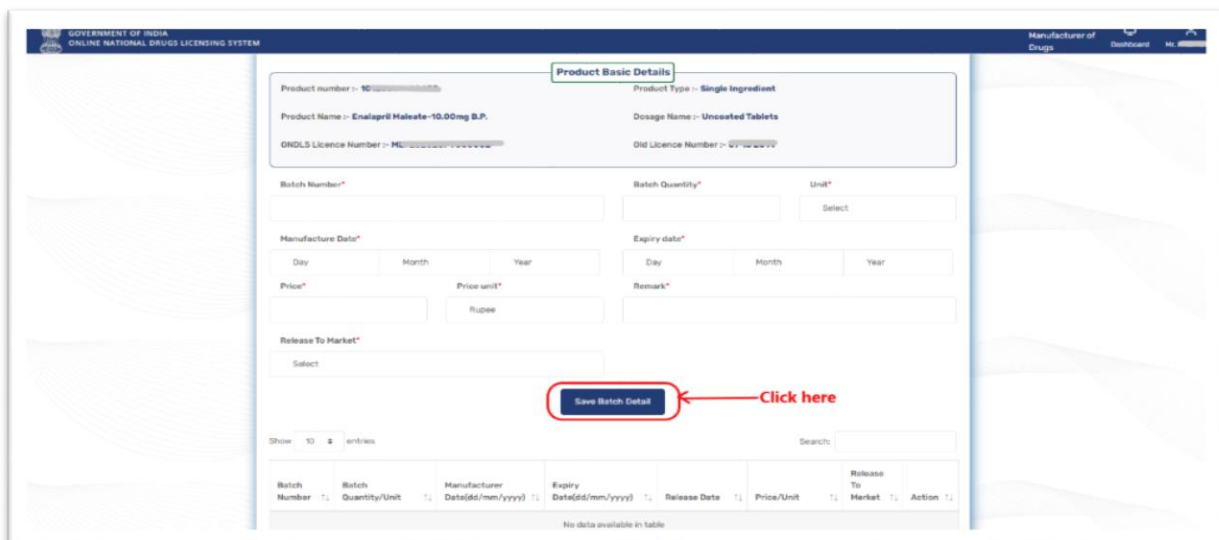 GOVERNMENT OF INDIA
ONLINE NATIONAL DRUGS LICENSING SYSTEM
Manufacturer of Drugs
Dashboard
Mr.
Product Basic Details
Product number :- 10
Product Type :- Single Ingredient
Product Name :- Enalapril Maleate-10.00mg B.P.
Dosage Name :- Uncoated Tablets
ONDLS Licence Number :-
Old Licence Number :-
Batch Number*
Batch Quantity*
Unit*
Select
Manufacture Date*
Expiry date*
Day Month Year
Day Month Year
Price*
Price unit*
Remark*
Rupee
Release To Market*
Select
Save Batch Detail
Click here
Show 10 entries
Search:
Batch Number
Batch Quantity/Unit
Manufacturer Date(dd/mm/yyyy)
Expiry Date(dd/mm/yyyy)
Release Date
Price/Unit
Release To Market
Action
No data available in table